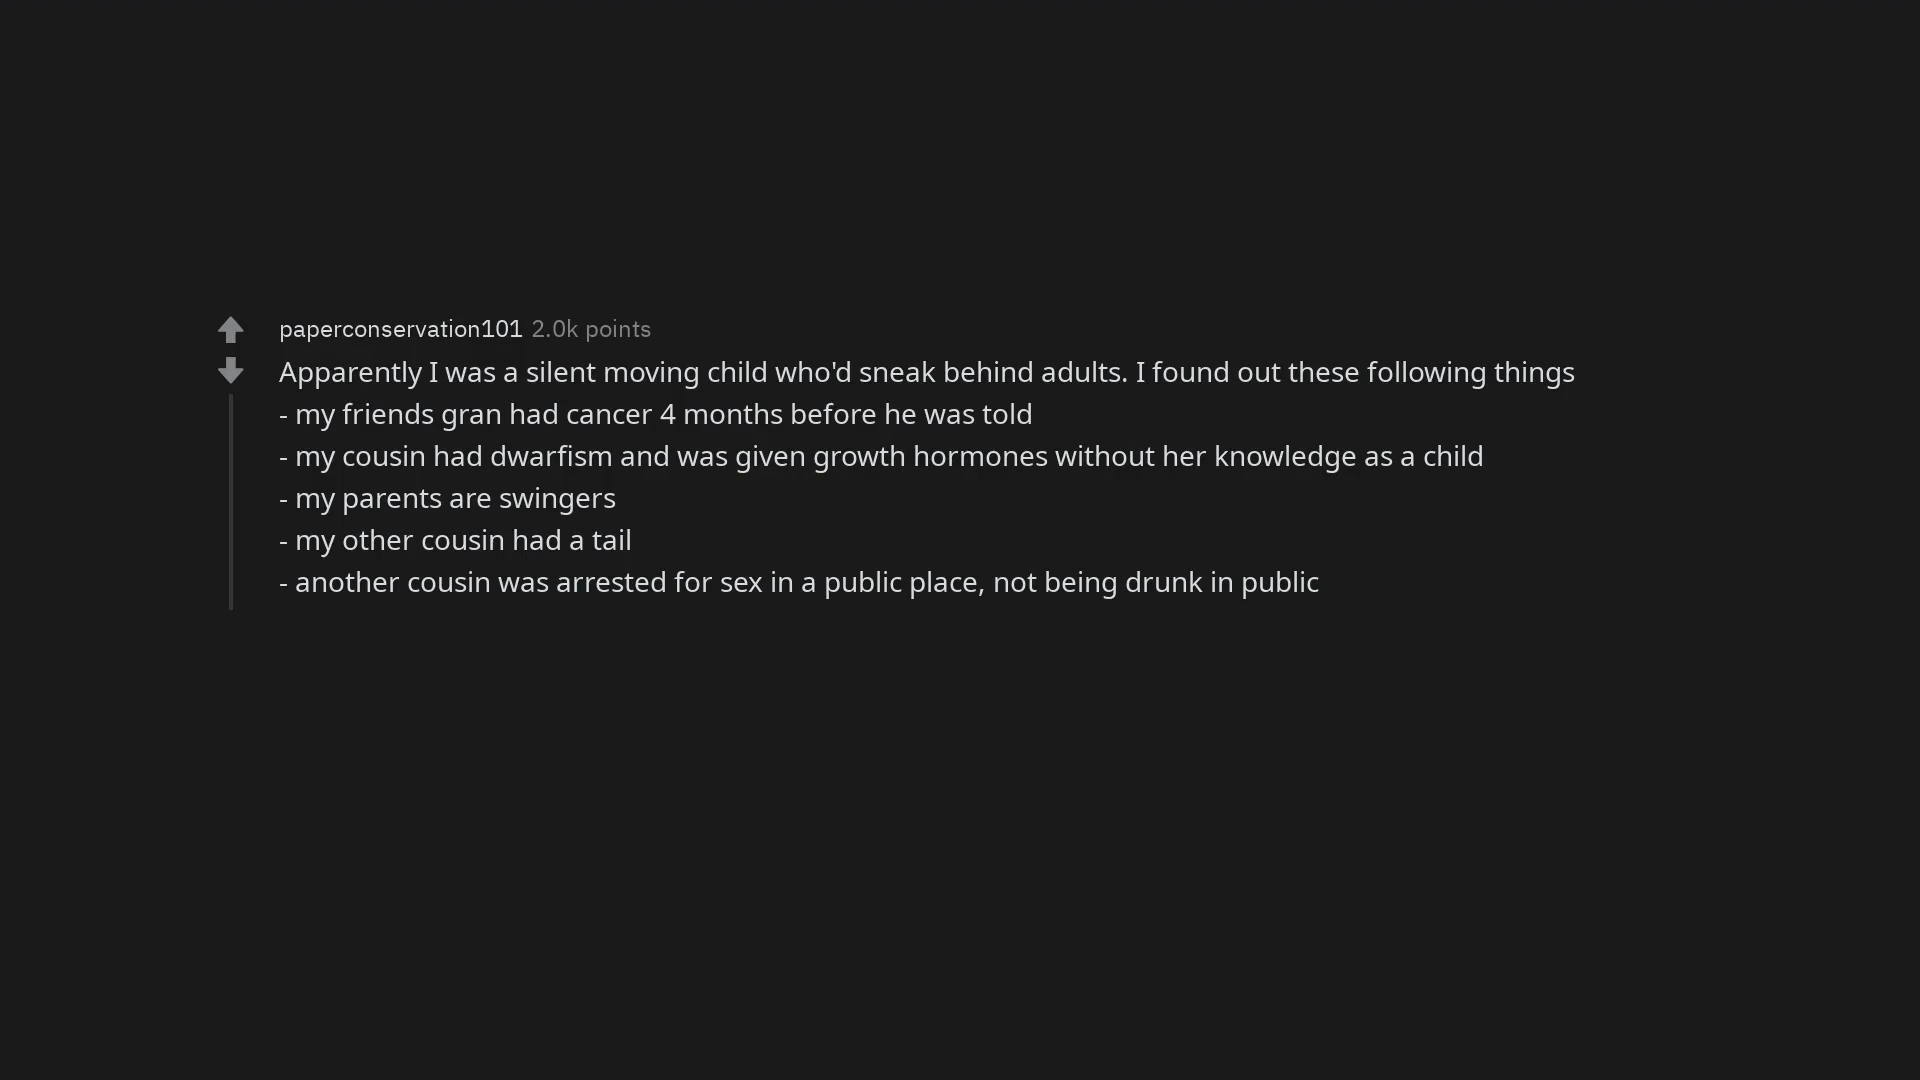 paperconservation101 2.0k points
Apparently I was a silent moving child who'd sneak behind adults. I found out these following things
- my friends gran had cancer 4 months before he was told
- my cousin had dwarfism and was given growth hormones without her knowledge as a child
- my parents are swingers
- my other cousin had a tail
- another cousin was arrested for sex in a public place, not being drunk in public